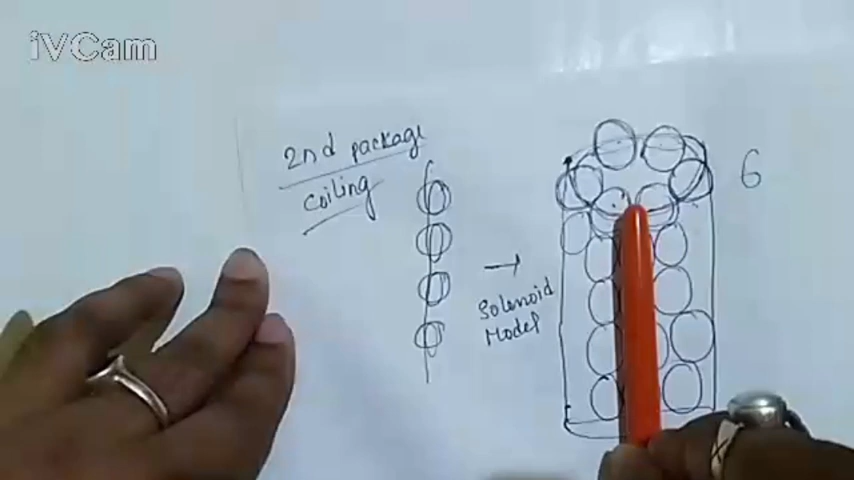 iVCam
2nd package
coiling
→
Solenoid
Model
6